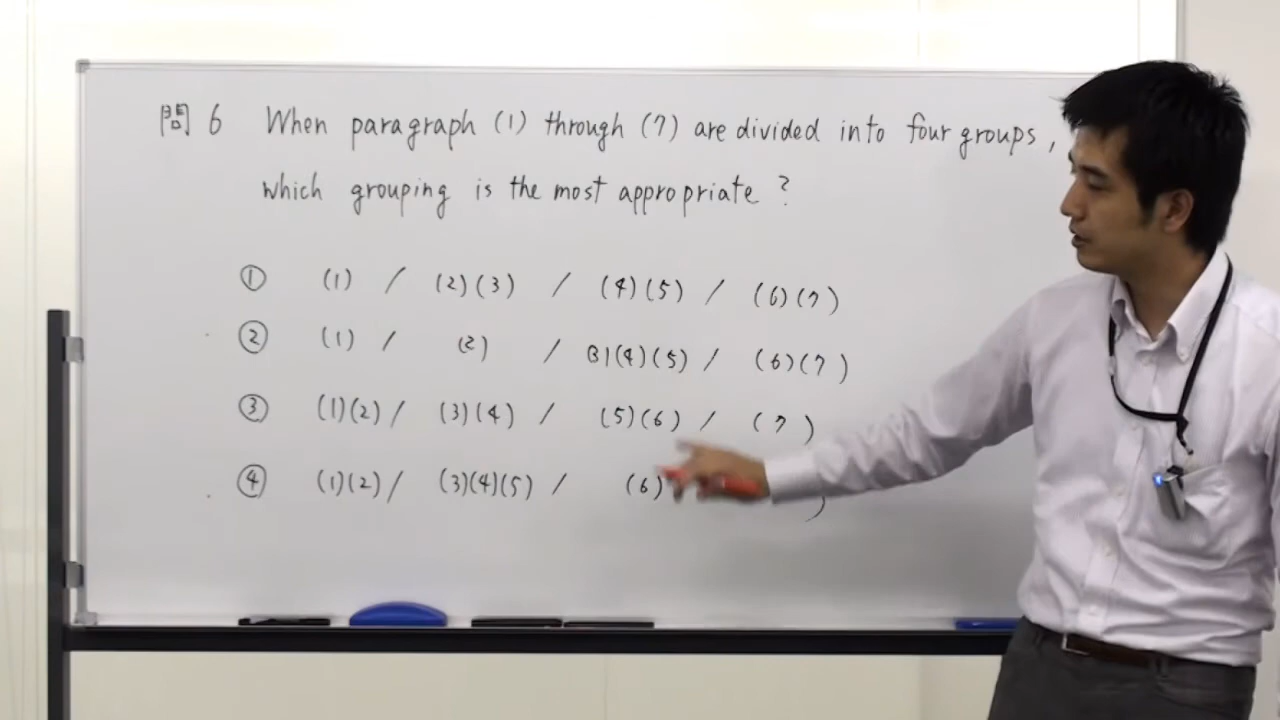 問6 When paragraph (1) through (7) are divided into four groups,
which grouping is the most appropriate?
① (1) / (2)(3) / (4)(5) / (6)(7)
② (1) / (2) / (3)(4)(5) / (6)(7)
③ (1)(2) / (3)(4) / (5)(6) / (7)
④ (1)(2) / (3)(4)(5) / (6) )